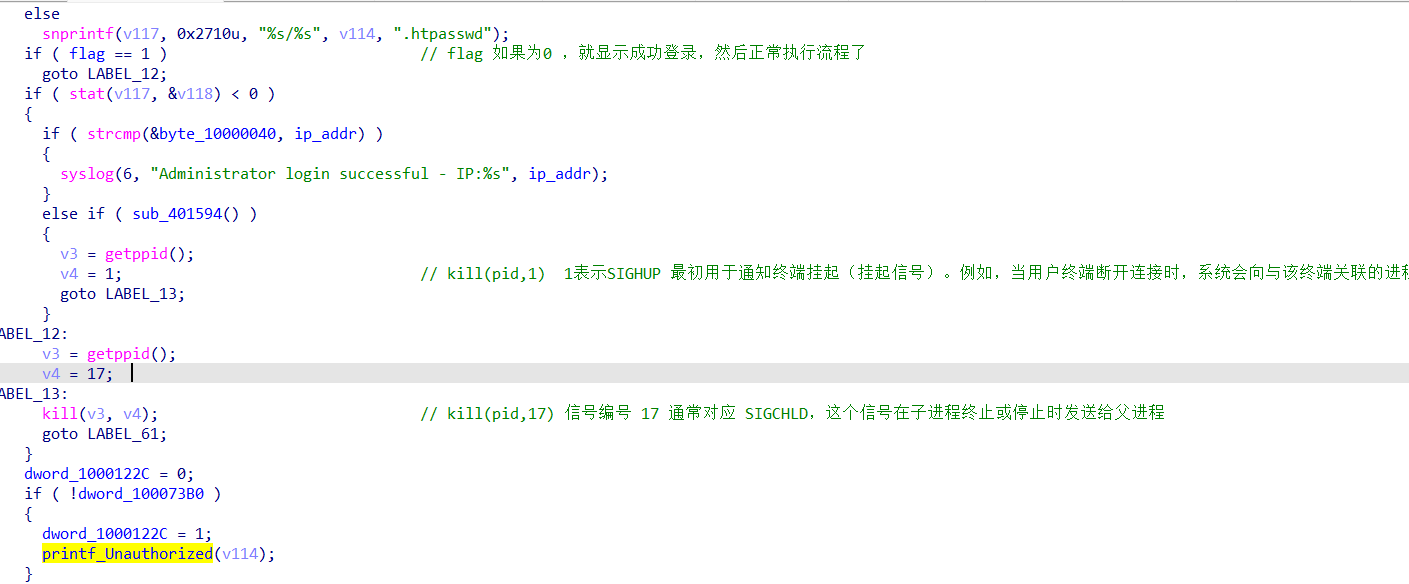 else
snprintf(v117, 0x2710u, "%s/%s", v114, ".htpasswd");
if ( flag == 1 ) // flag 如果为0 ，就显示成功登录，然后正常执行流程了
goto LABEL_12;
if ( stat(v117, &v118) < 0 )
{
if ( strcmp(&byte_10000040, ip_addr) )
{
syslog(6, "Administrator login successful - IP:%s", ip_addr);
}
else if ( sub_401594() )
{
v3 = getppid();
v4 = 1; // kill(pid,1)  1表示SIGHUP 最初用于通知终端挂起（挂起信号）。例如，当用户终端断开连接时，系统会向与该终端关联的进程
goto LABEL_13;
}
ABEL_12:
v3 = getppid();
v4 = 17;
ABEL_13:
kill(v3, v4); // kill(pid,17) 信号编号 17 通常对应 SIGCHLD，这个信号在子进程终止或停止时发送给父进程
goto LABEL_61;
}
dword_1000122C = 0;
if ( !dword_100073B0 )
{
dword_1000122C = 1;
printf_Unauthorized(v114);
}